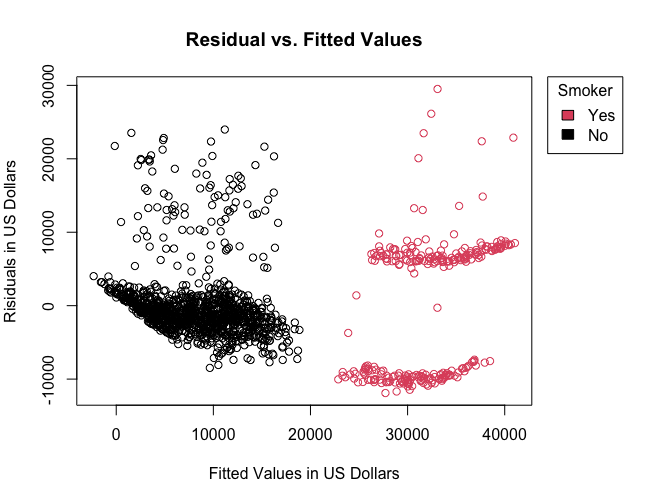 Residual vs. Fitted Values
Smoker
Yes
No
Risiduals in US Dollars
30000
20000
10000
0
-10000
0
10000
20000
30000
40000
Fitted Values in US Dollars